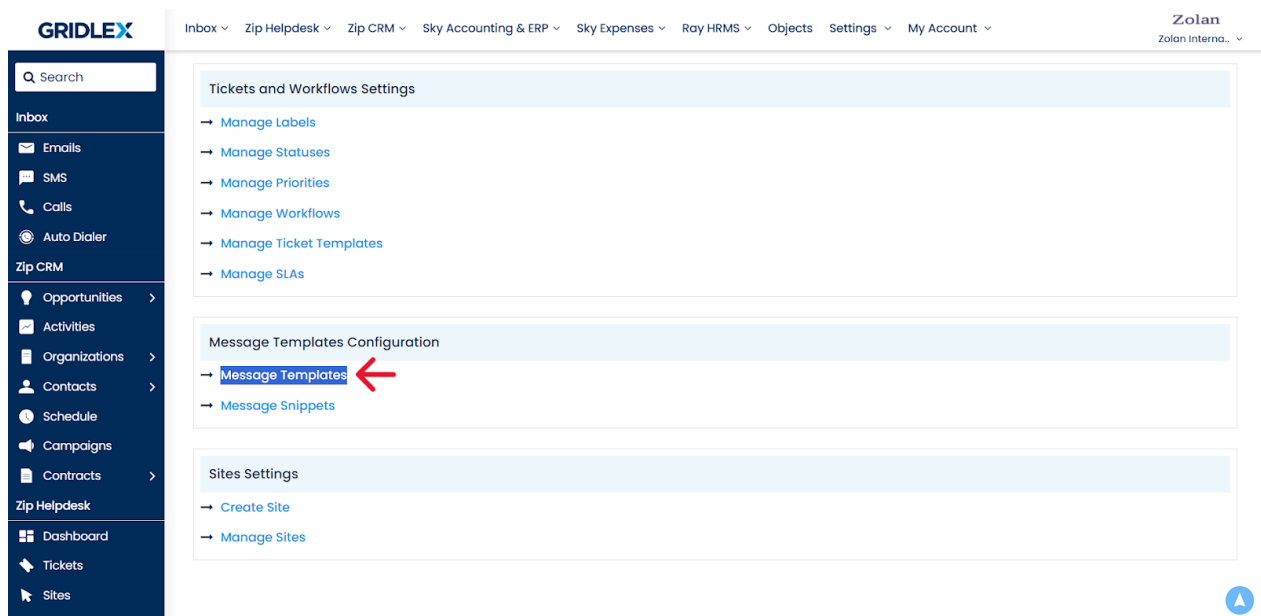 GRIDLEX
Inbox Zip Helpdesk Zip CRM Sky Accounting & ERP Sky Expenses Ray HRMS Objects Settings My Account
Zolan
Zolan Interna..
Search
Inbox
Emails
SMS
Calls
Auto Dialer
Zip CRM
Opportunities
Activities
Organizations
Contacts
Schedule
Campaigns
Contracts
Zip Helpdesk
Dashboard
Tickets
Sites
Tickets and Workflows Settings
→ Manage Labels
→ Manage Statuses
→ Manage Priorities
→ Manage Workflows
→ Manage Ticket Templates
→ Manage SLAs
Message Templates Configuration
→ Message Templates
→ Message Snippets
Sites Settings
→ Create Site
→ Manage Sites